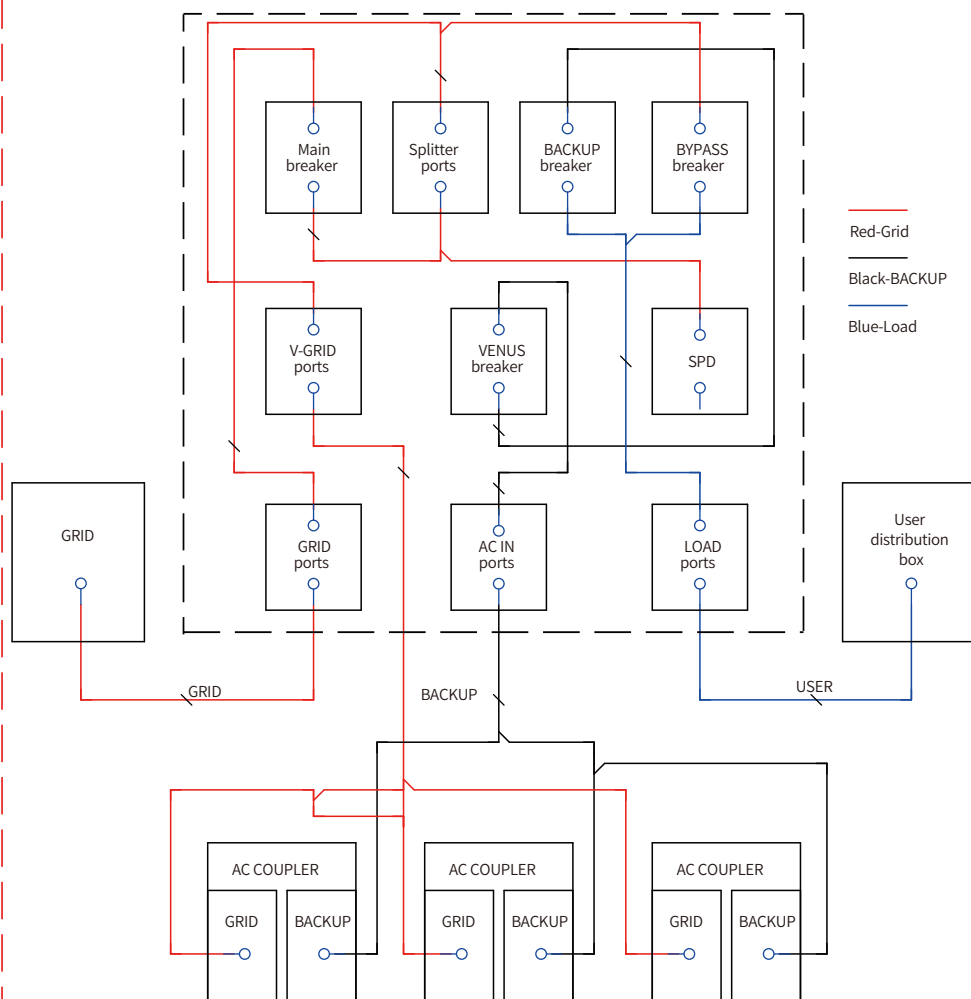 Main
breaker
Splitter
ports
BACKUP
breaker
BYPASS
breaker
Red-Grid
Black-BACKUP
Blue-Load
V-GRID
ports
VENUS
breaker
SPD
GRID
GRID
ports
AC IN
ports
LOAD
ports
User
distribution
box
GRID
BACKUP
USER
AC COUPLER
GRID
BACKUP
AC COUPLER
GRID
BACKUP
AC COUPLER
GRID
BACKUP